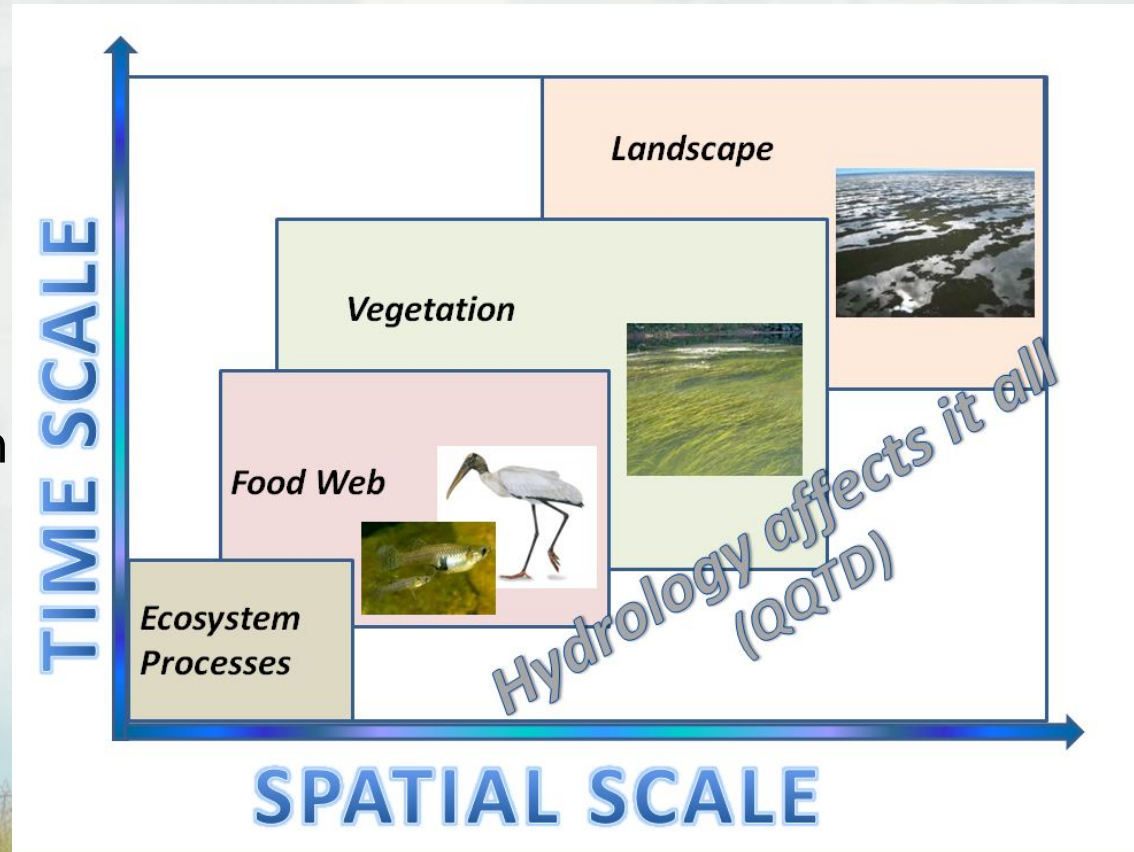 Landscape
Vegetation
Food Web
Ecosystem
Processes
Hydrology affects it all
(QQTD)
TIME SCALE
SPATIAL SCALE